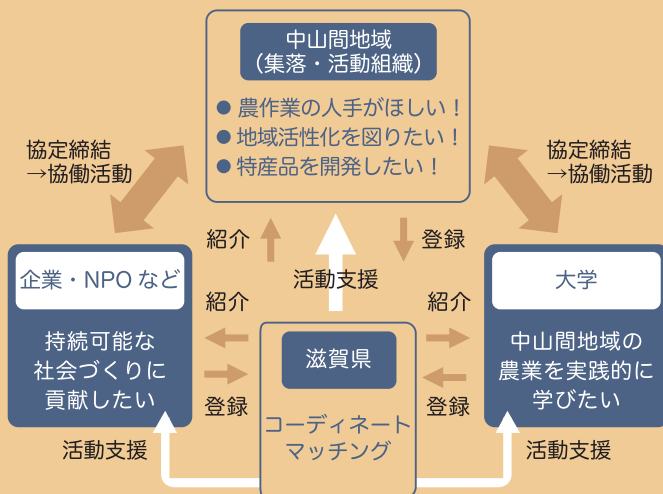 中山間地域
（集落・活動組織）
● 農作業の人手がほしい！
● 地域活性化を図りたい！
● 特産品を開発したい！
協定締結
→協働活動
協定締結
→協働活動
紹介
登録
活動支援
企業・NPO など
持続可能な
社会づくりに
貢献したい
大学
中山間地域の
農業を実践的に
学びたい
紹介
登録
紹介
登録
滋賀県
コーディネート
マッチング
活動支援
活動支援